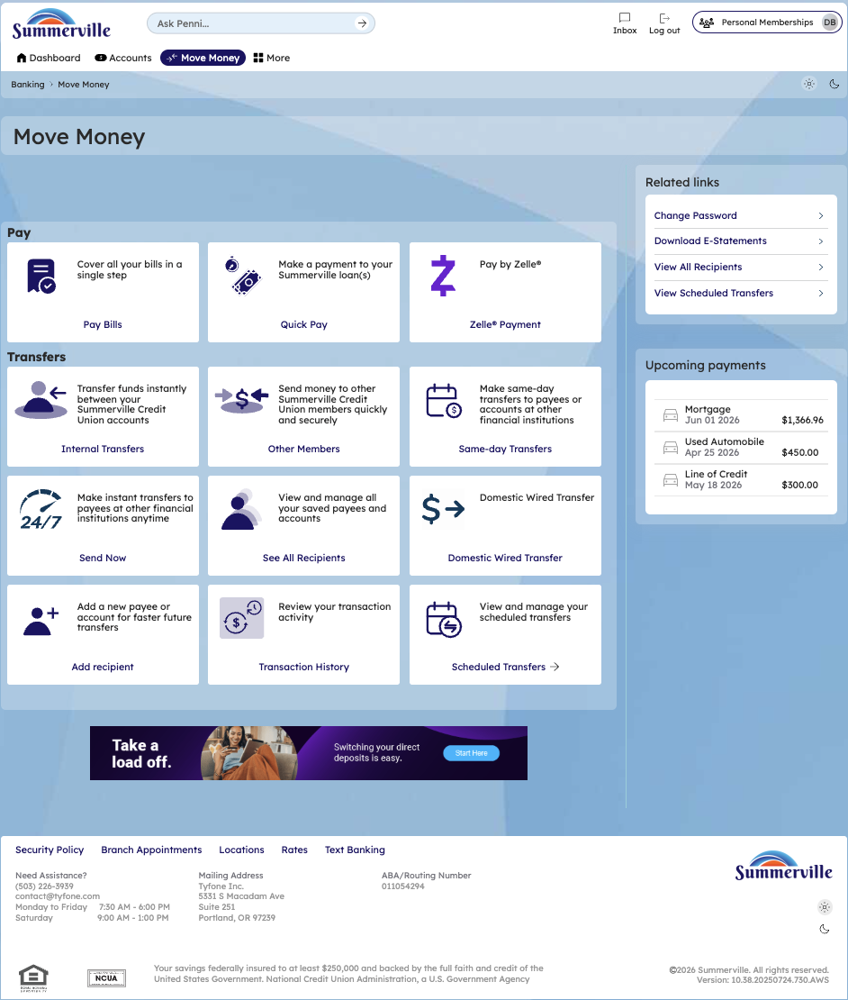 Summerville
Ask Penni...
Inbox
Log out
Personal Memberships
DB
Dashboard
Accounts
Move Money
More
Banking > Move Money
Move Money
Pay
Cover all your bills in a
single step
Pay Bills
Make a payment to your
Summerville loan(s)
Quick Pay
Pay by Zelle®
Zelle® Payment
Transfers
Transfer funds instantly
between your
Summerville Credit
Union accounts
Internal Transfers
Send money to other
Summerville Credit
Union members quickly
and securely
Other Members
Make same-day
transfers to payees or
accounts at other
financial institutions
Same-day Transfers
24/7
Make instant transfers to
payees at other financial
institutions anytime
Send Now
View and manage all
your saved payees and
accounts
See All Recipients
Domestic Wired Transfer
Domestic Wired Transfer
Add a new payee or
account for faster future
transfers
Add recipient
Review your transaction
activity
Transaction History
View and manage your
scheduled transfers
Scheduled Transfers
Related links
Change Password
Download E-Statements
View All Recipients
View Scheduled Transfers
Upcoming payments
Mortgage
Jun 01 2026 $1,366.96
Used Automobile
Apr 25 2026 $450.00
Line of Credit
May 18 2026 $300.00
Take a
load off.
Switching your direct
deposits is easy.
Start Here
Security Policy Branch Appointments Locations Rates Text Banking
Need Assistance?
(503) 226-3939
contact@tyfone.com
Monday to Friday 7:30 AM - 6:00 PM
Saturday 9:00 AM - 1:00 PM
Mailing Address
Tyfone Inc.
5331 S Macadam Ave
Suite 251
Portland, OR 97239
ABA/Routing Number
011054294
Summerville
NCUA
Your savings federally insured to at least $250,000 and backed by the full faith and credit of the
United States Government. National Credit Union Administration, a U.S. Government Agency
©2026 Summerville. All rights reserved.
Version: 10.38.20250724.730.AWS